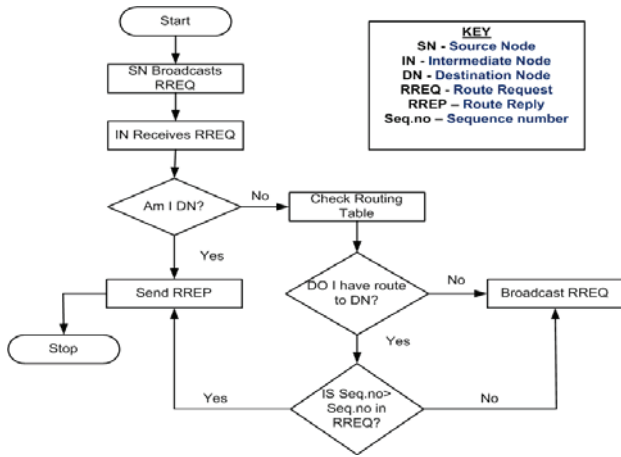 Start
KEY
SN - Source Node
IN - Intermediate Node
DN - Destination Node
RREQ - Route Request
RREP – Route Reply
Seq.no – Sequence number
SN Broadcasts
RREQ
IN Receives RREQ
Am I DN?
No
Check Routing
Table
Yes
Send RREP
DO I have route
to DN?
No
Broadcast RREQ
Stop
Yes
IS Seq.no>
Seq.no in
RREQ?
Yes
No